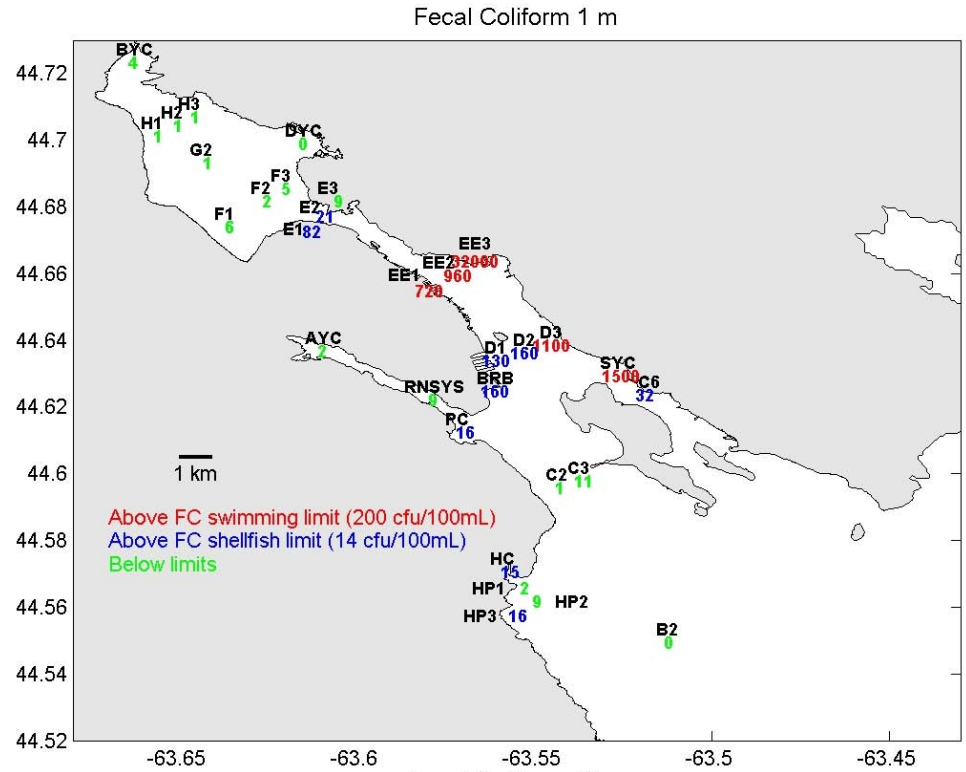 Fecal Coliform 1 m
44.72
44.7
44.68
44.66
44.64
44.62
44.6
44.58
44.56
44.54
44.52
BYC
4
H3
1
H2
1
H1
1
DYC
0
G2
1
F3
5
F2
2
E3
9
E2
21
F1
6
E1
82
EE3
EE2
960
EE1
720
D3
1100
D2
160
D1
130
AYC
2
SYC
1500
C6
32
BRB
160
RNSYS
9
PC
16
1 km
C3
11
C2
1
Above FC swimming limit (200 cfu/100mL)
Above FC shellfish limit (14 cfu/100mL)
Below limits
HC
15
HP1
2
9
HP2
HP3
16
B2
0
-63.65
-63.6
-63.55
-63.5
-63.45